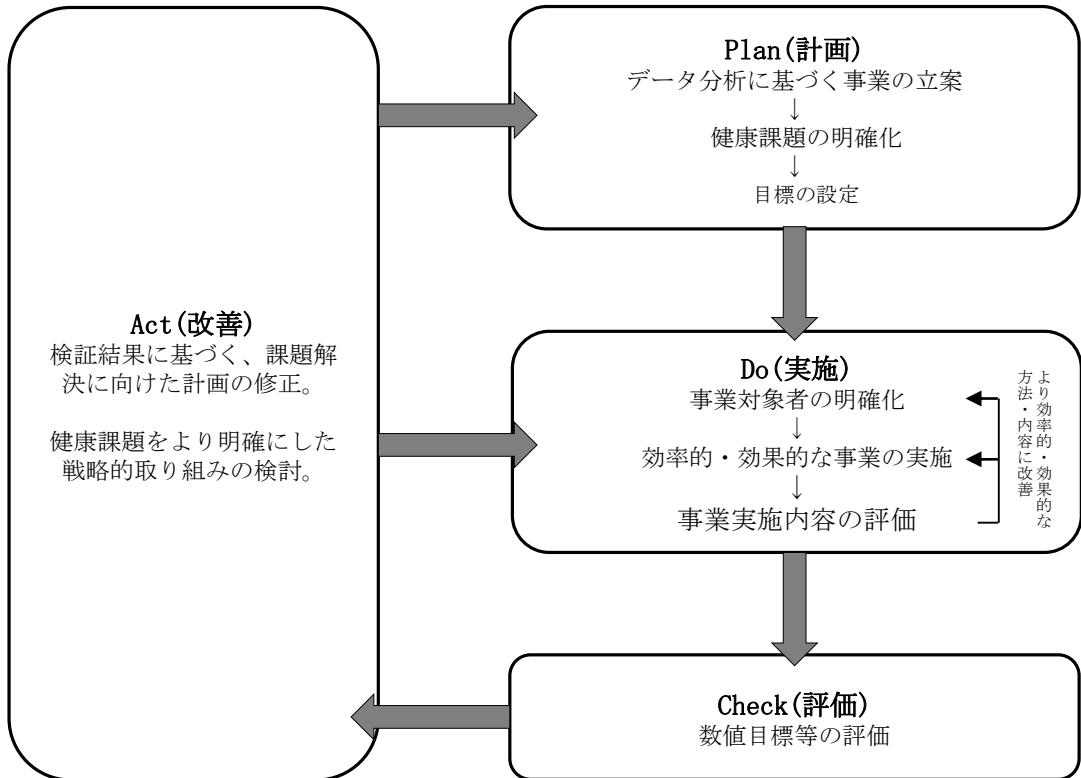 Plan(計画)
データ分析に基づく事業の立案
↓
健康課題の明確化
↓
目標の設定
Act(改善)
検証結果に基づく、課題解
決に向けた計画の修正。
健康課題をより明確にした
戦略的取り組みの検討。
Do(実施)
事業対象者の明確化
↓
効率的・効果的な事業の実施
↓
事業実施内容の評価
より効率的・効果的な
方法・内容に改善
Check(評価)
数値目標等の評価